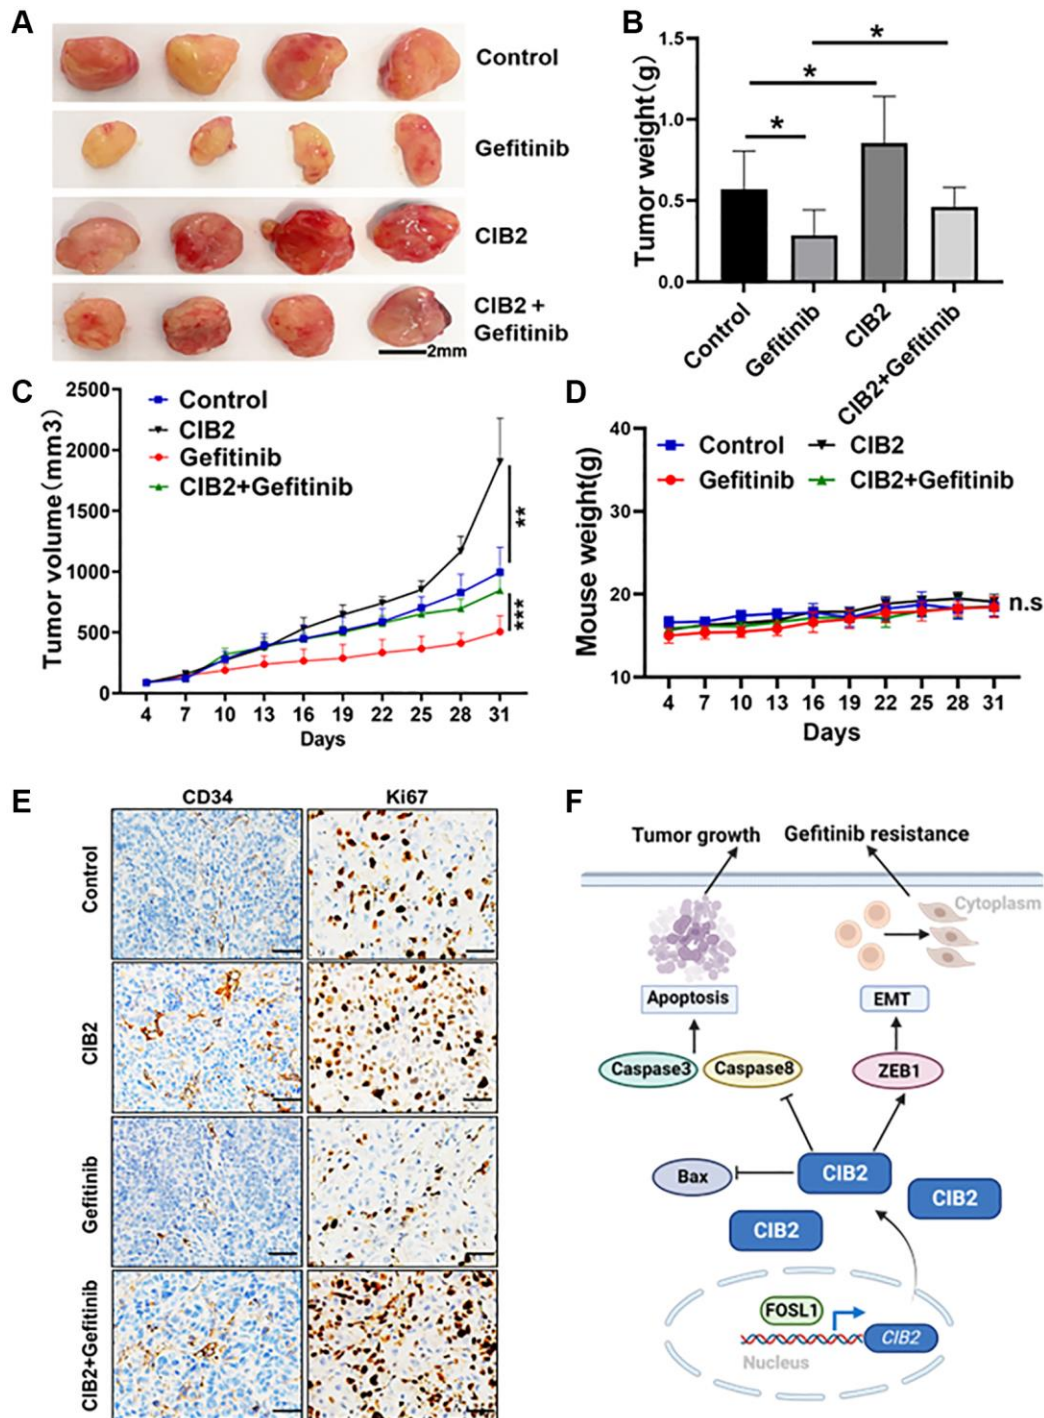 A
Control
Gefitinib
CIB2
CIB2 +
Gefitinib
2mm
B
Tumor weight(g)
1.5
1.0
0.5
0.0
*
*
*
Control
Gefitinib
CIB2
CIB2+Gefitinib
C
Tumor volume(mm3)
2500
2000
1500
1000
500
0
Control
CIB2
Gefitinib
CIB2+Gefitinib
**
***
4 7 10 13 16 19 22 25 28 31
Days
D
Mouse weight(g)
40
30
20
10
Control
CIB2
Gefitinib
CIB2+Gefitinib
n.s
4 7 10 13 16 19 22 25 28 31
Days
E
CD34
Ki67
Control
CIB2
Gefitinib
CIB2+Gefitinib
F
Tumor growth
Gefitinib resistance
Cytoplasm
Apoptosis
EMT
Caspase3
Caspase8
ZEB1
Bax
CIB2
CIB2
CIB2
FOSL1
CIB2
Nucleus